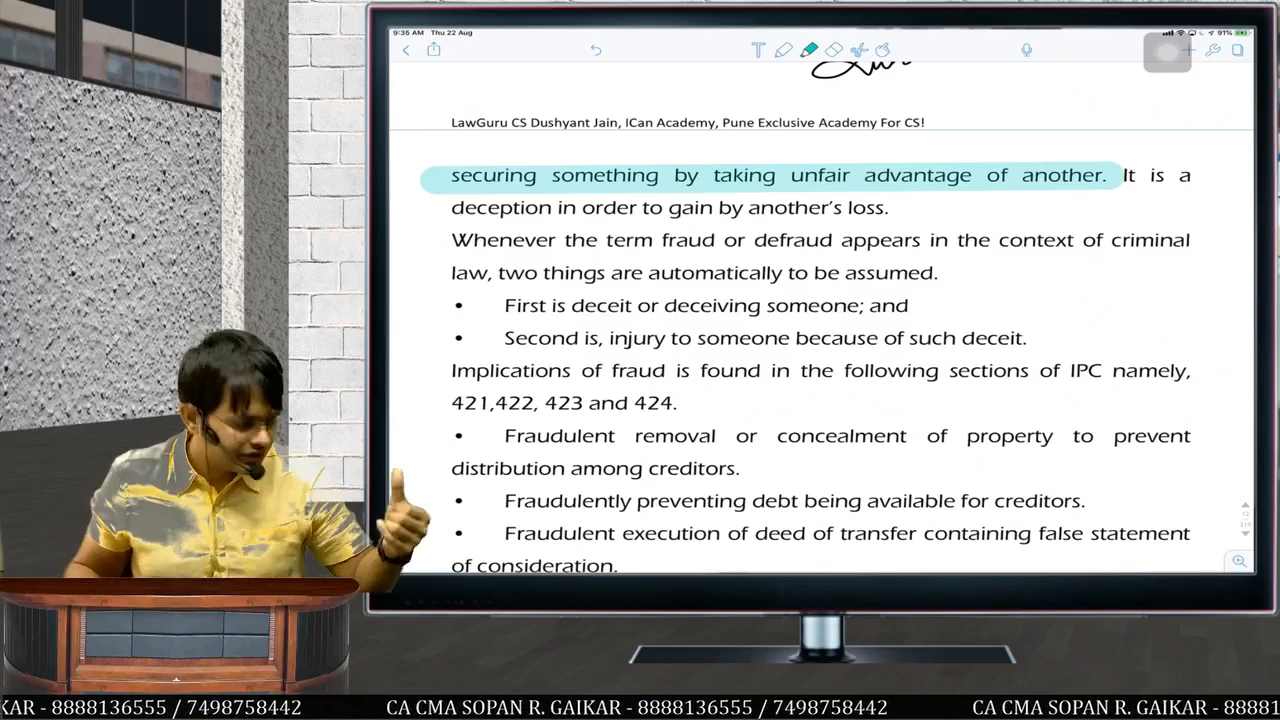 9:35 AM Thu 22 Aug
91%
LawGuru CS Dushyant Jain, ICan Academy, Pune Exclusive Academy For CS!
securing something by taking unfair advantage of another. It is a
deception in order to gain by another's loss.
Whenever the term fraud or defraud appears in the context of criminal
law, two things are automatically to be assumed.
• First is deceit or deceiving someone; and
• Second is, injury to someone because of such deceit.
Implications of fraud is found in the following sections of IPC namely,
421,422, 423 and 424.
• Fraudulent removal or concealment of property to prevent
distribution among creditors.
• Fraudulently preventing debt being available for creditors.
• Fraudulent execution of deed of transfer containing false statement
of consideration.
KAR - 8888136555 / 7498758442 CA CMA SOPAN R. GAIKAR - 8888136555 / 7498758442 CA CMA SOPAN R. GAIKAR - 88881